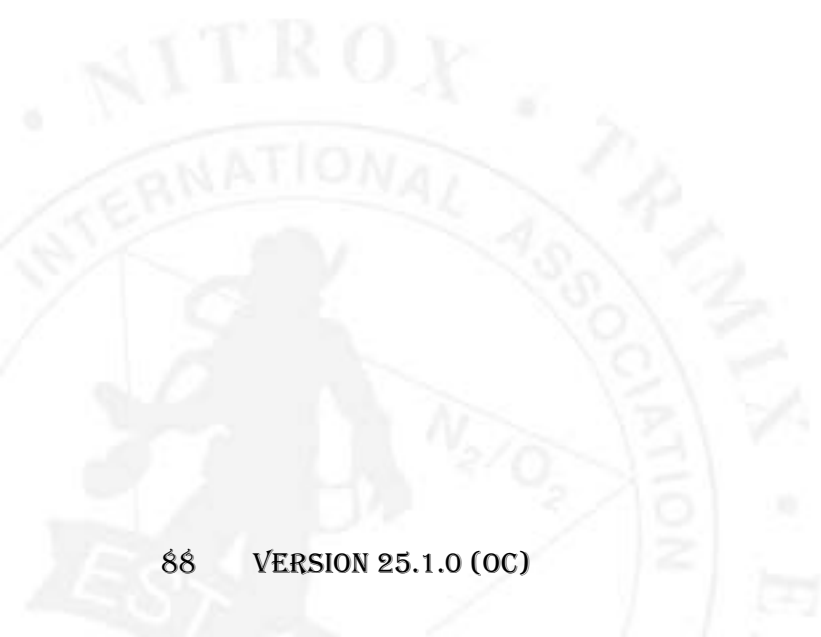 • NITROX • TRIMIX • E
INTERNATIONAL ASSOCIATION
N₂/O₂
EST
88 VERSION 25.1.0 (OC)